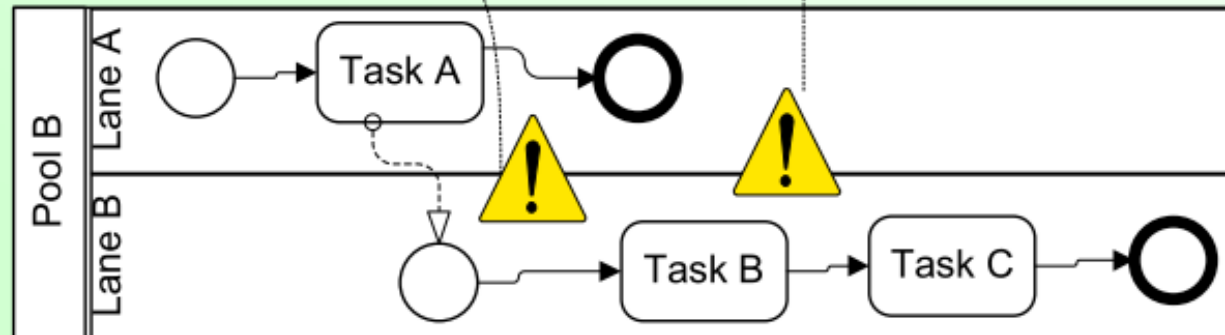 Pool B
Lane A
Task A
!
!
Lane B
Task B
Task C